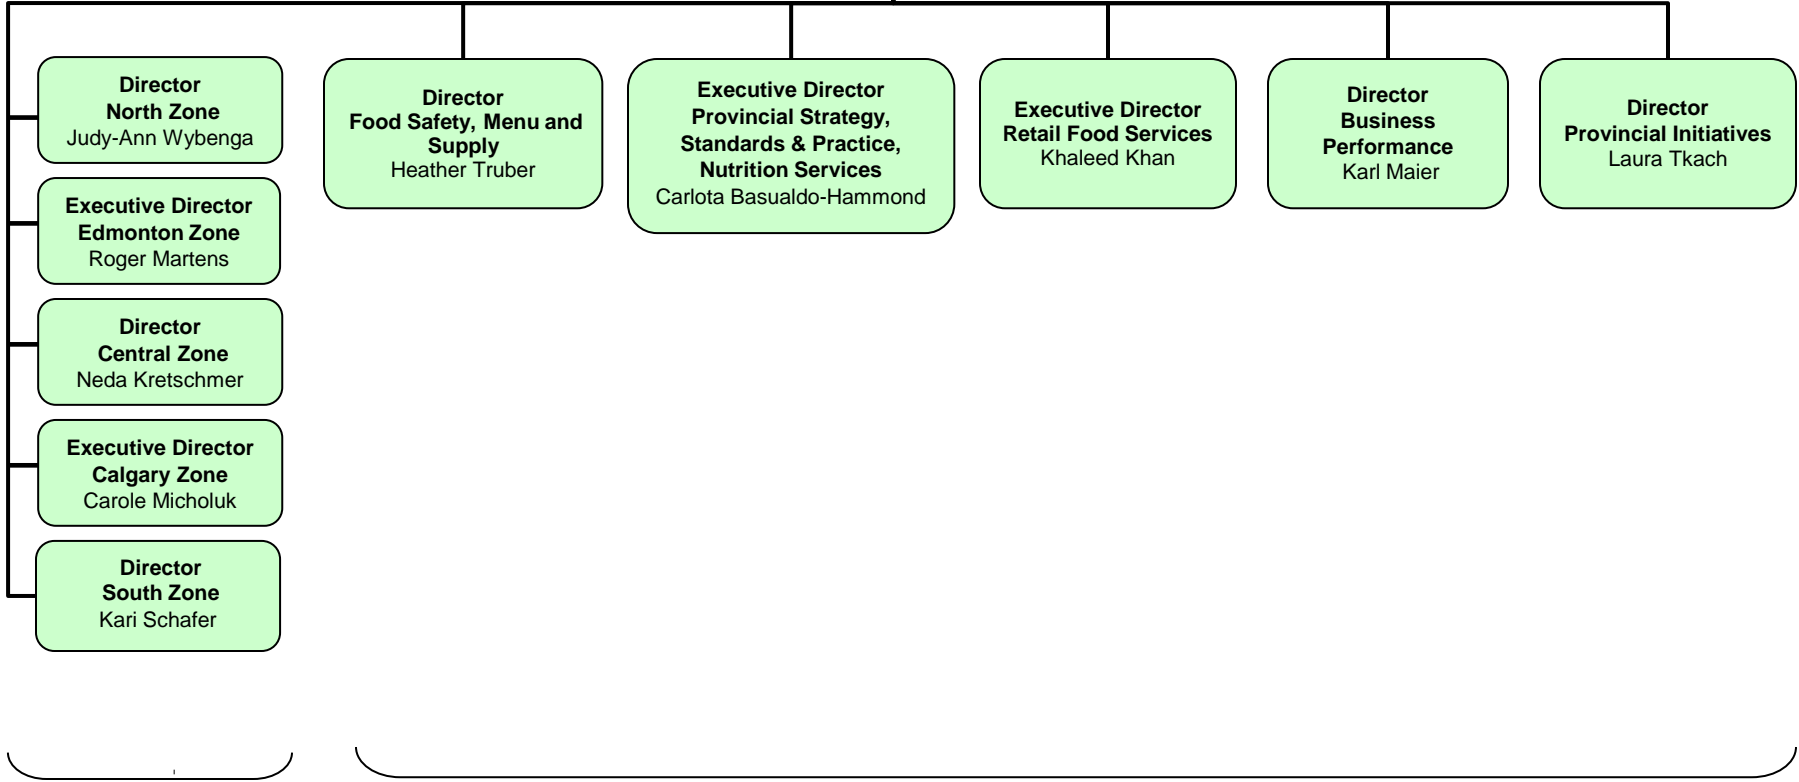 Director
North Zone
Judy-Ann Wybenga
Executive Director
Edmonton Zone
Roger Martens
Director
Central Zone
Neda Kretschmer
Executive Director
Calgary Zone
Carole Micholuk
Director
South Zone
Kari Schafer
Director
Food Safety, Menu and
Supply
Heather Truber
Executive Director
Provincial Strategy,
Standards & Practice,
Nutrition Services
Carlota Basualdo-Hammond
Executive Director
Retail Food Services
Khaleed Khan
Director
Business
Performance
Karl Maier
Director
Provincial Initiatives
Laura Tkach